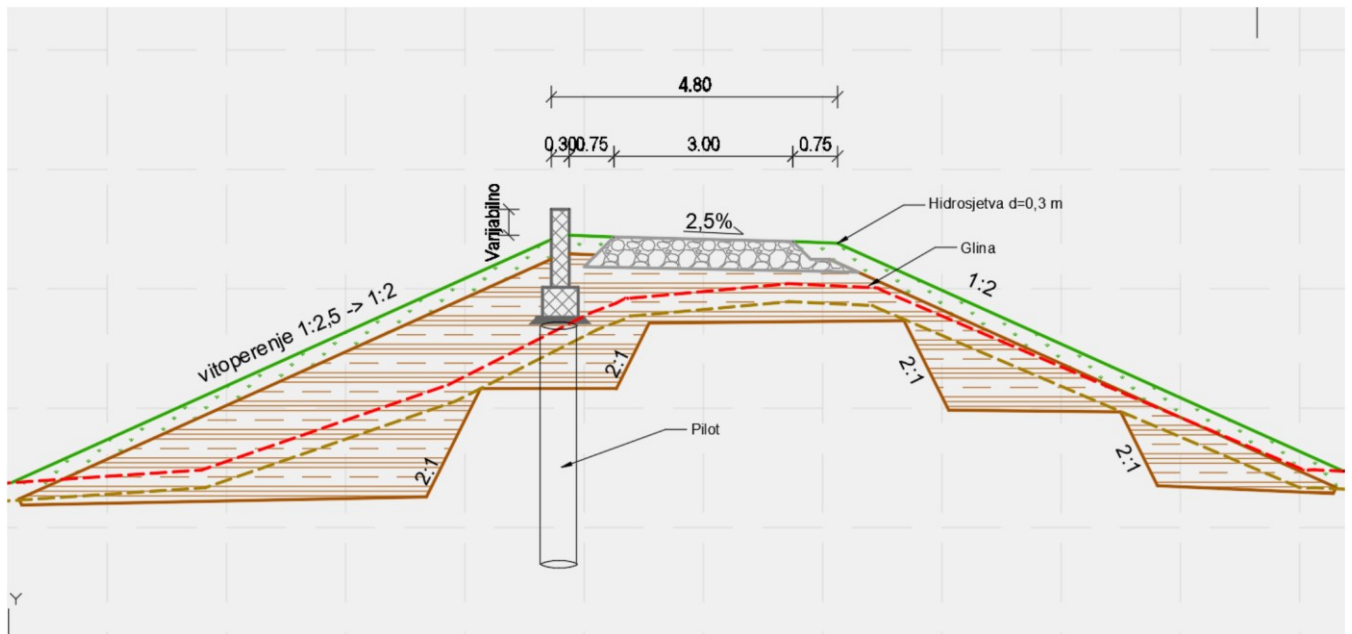 4.80
0.30
0.75
3.00
0.75
Varijabilno
2,5%
Hidrosjetva d=0,3 m
Glina
vitoperenje 1:2,5 -> 1:2
1:2
2:1
2:1
2:1
2:1
Pilot
Y